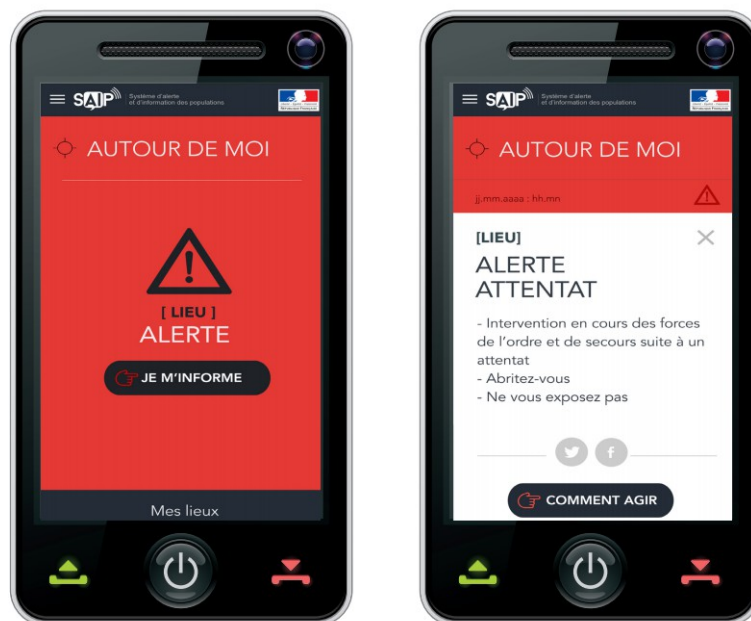 SAIP Système d'alerte
et d'information des populations
AUTOUR DE MOI
[ LIEU ]
ALERTE
JE M'INFORME
Mes lieux
SAIP Système d'alerte
et d'information des populations
AUTOUR DE MOI
jj.mm.aaaa : hh.mn
[LIEU]
ALERTE
ATTENTAT
- Intervention en cours des forces
de l'ordre et de secours suite à un
attentat
- Abritez-vous
- Ne vous exposez pas
COMMENT AGIR